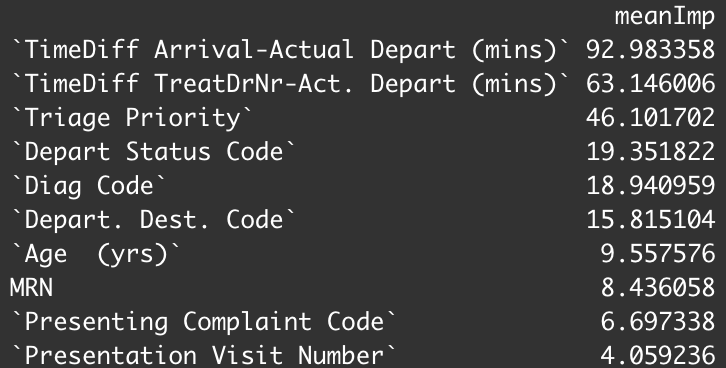 meanImp
`TimeDiff Arrival-Actual Depart (mins)` 92.983358
`TimeDiff TreatDrNr-Act. Depart (mins)` 63.146006
`Triage Priority` 46.101702
`Depart Status Code` 19.351822
`Diag Code` 18.940959
`Depart. Dest. Code` 15.815104
`Age  (yrs)` 9.557576
MRN 8.436058
`Presenting Complaint Code` 6.697338
`Presentation Visit Number` 4.059236